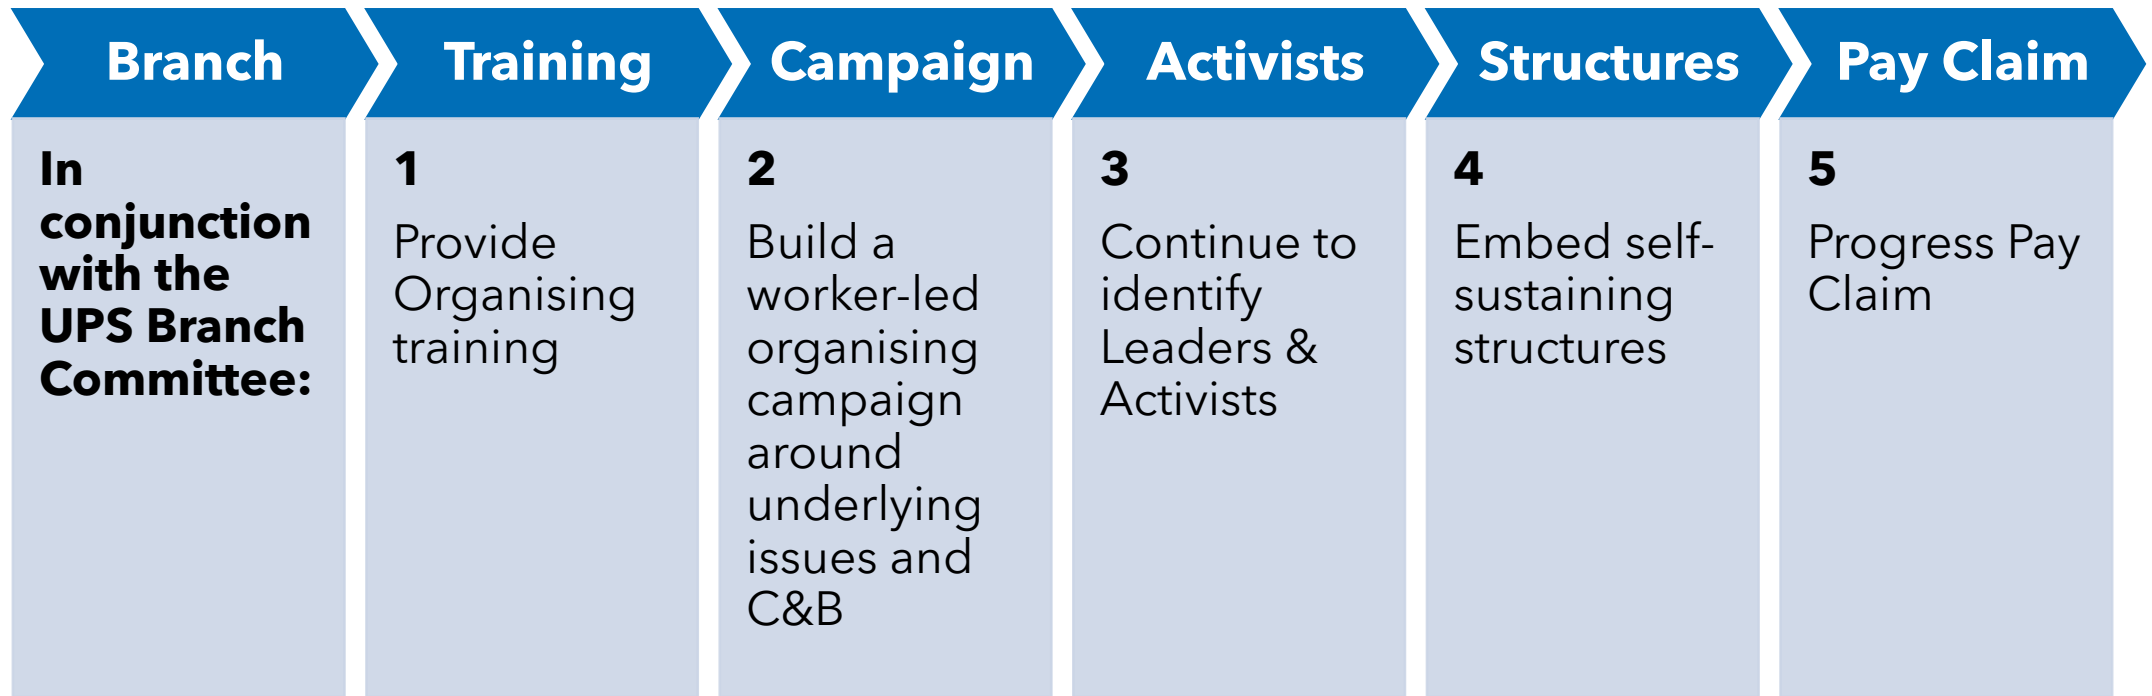 Branch
In
conjunction
with the
UPS Branch
Committee:
Training
1
Provide
Organising
training
Campaign
2
Build a
worker-led
organising
campaign
around
underlying
issues and
C&B
Activists
3
Continue to
identify
Leaders &
Activists
Structures
4
Embed self-
sustaining
structures
Pay Claim
5
Progress Pay
Claim